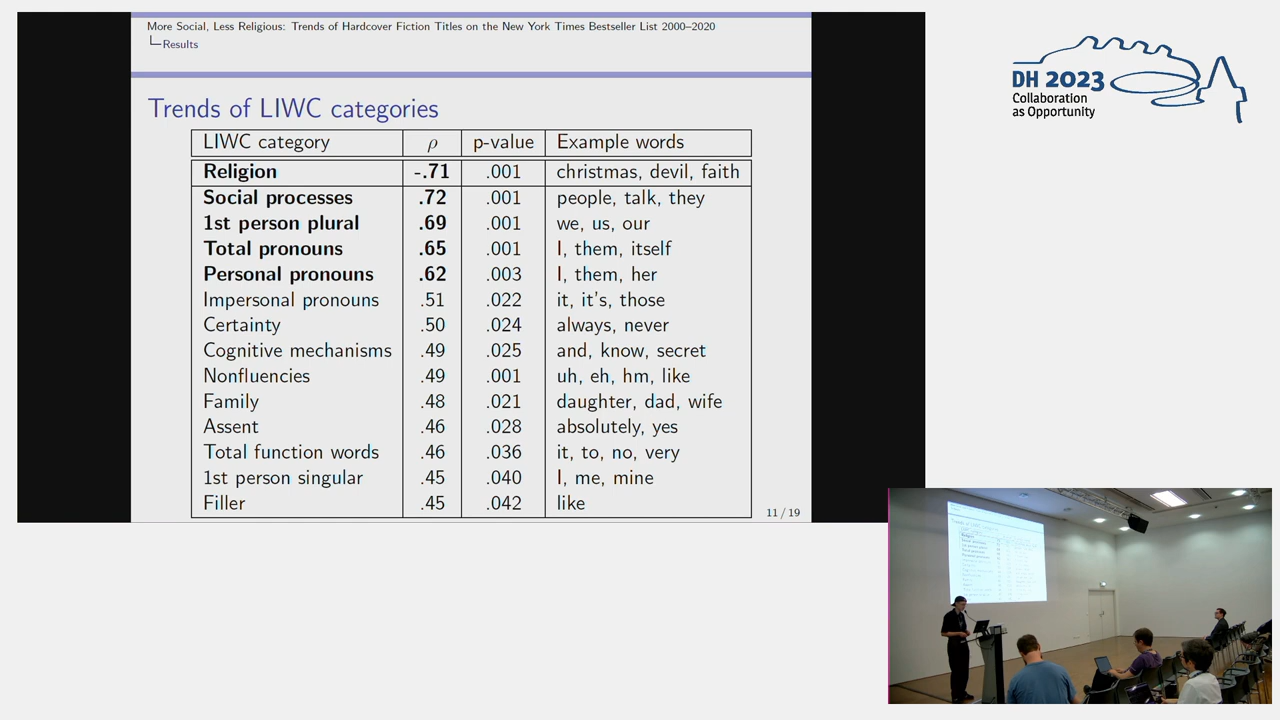 More Social, Less Religious: Trends of Hardcover Fiction Titles on the New York Times Bestseller List 2000–2020
Results
Trends of LIWC categories
LIWC category ρ p-value Example words
Religion -.71 .001 christmas, devil, faith
Social processes .72 .001 people, talk, they
1st person plural .69 .001 we, us, our
Total pronouns .65 .001 I, them, itself
Personal pronouns .62 .003 I, them, her
Impersonal pronouns .51 .022 it, it's, those
Certainty .50 .024 always, never
Cognitive mechanisms .49 .025 and, know, secret
Nonfluencies .49 .001 uh, eh, hm, like
Family .48 .021 daughter, dad, wife
Assent .46 .028 absolutely, yes
Total function words .46 .036 it, to, no, very
1st person singular .45 .040 I, me, mine
Filler .45 .042 like
11 / 19
DH 2023
Collaboration
as Opportunity